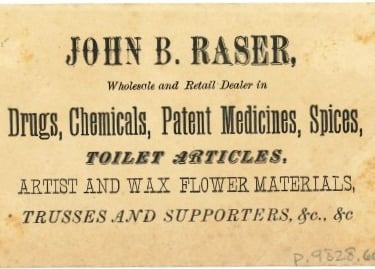 JOHN B. RASER,
Wholesale and Retail Dealer in
Drugs, Chemicals, Patent Medicines, Spices,
TOILET ARTICLES,
ARTIST AND WAX FLOWER MATERIALS,
TRUSSES AND SUPPORTERS, &c., &c